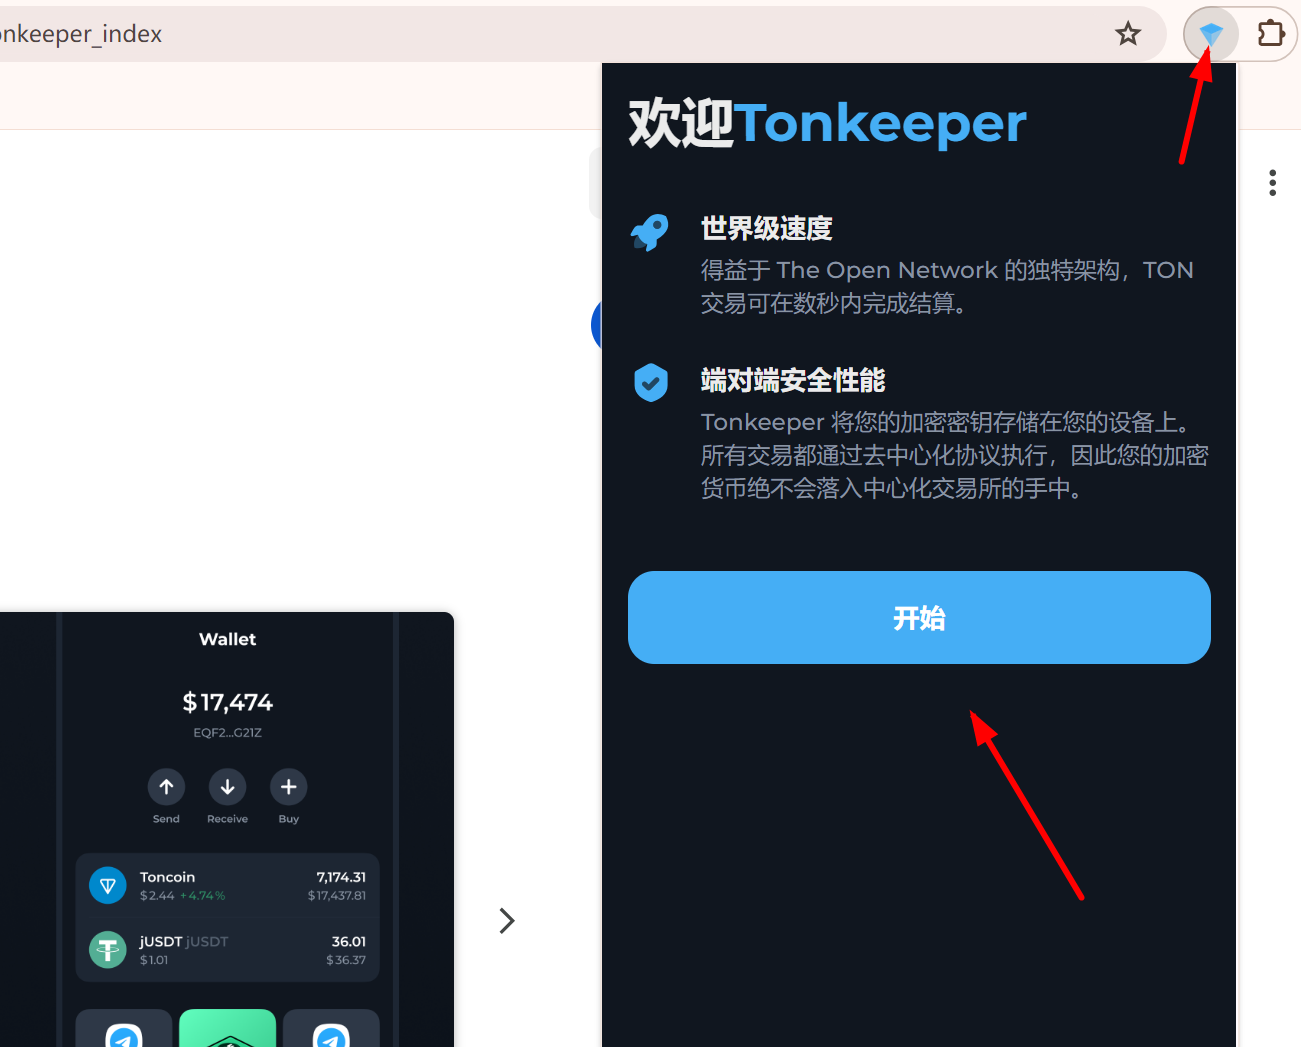 onkeeper_index
欢迎Tonkeeper
世界级速度
得益于 The Open Network 的独特架构，TON
交易可在数秒内完成结算。
端对端安全性能
Tonkeeper 将您的加密密钥存储在您的设备上。
所有交易都通过去中心化协议执行，因此您的加密
货币绝不会落入中心化交易所的手中。
开始
Wallet
$17,474
EQF2...G21Z
Send
Receive
Buy
Toncoin
7,174.31
$2.44 +4.74%
$17,437.81
jUSDT jUSDT
36.01
$1.01
$36.37